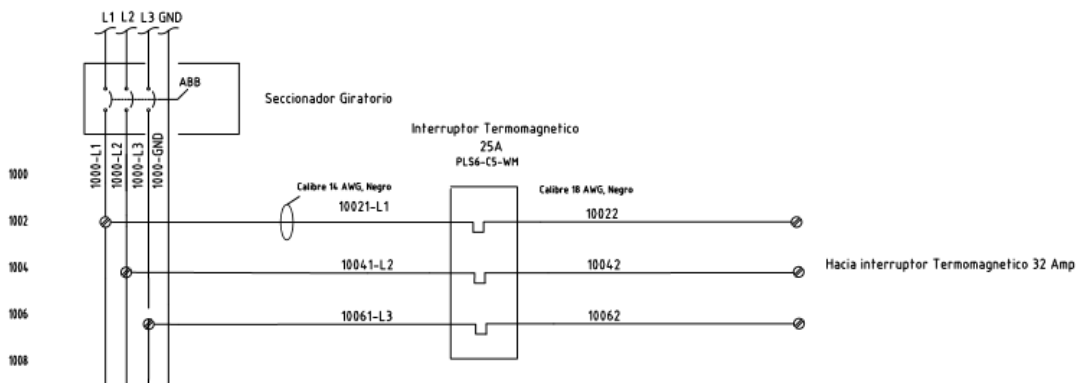 L1 L2 L3 GND
ABB
Seccionador Giratorio
Interruptor Termomagnetico
25A
PLS6-C5-WM
1000-L1
1000-L2
1000-L3
1000-GND
1000
Calibre 14 AWG, Negro
Calibre 18 AWG, Negro
1002
10021-L1
10022
1004
10041-L2
10042
Hacia interruptor Termomagnetico 32 Amp
1006
10061-L3
10062
1008